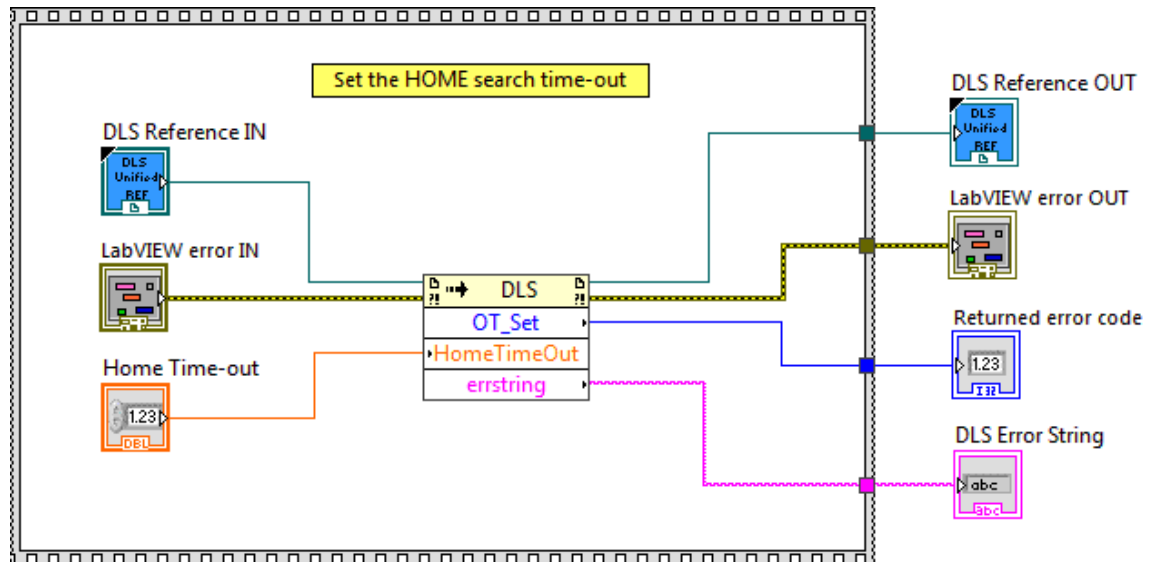 Set the HOME search time-out
DLS Reference IN
DLS
Unified
REF
LabVIEW error IN
Home Time-out
1.23
DBL
?!
DLS
?!
OT_Set
HomeTimeOut
errstring
DLS Reference OUT
DLS
Unified
REF
LabVIEW error OUT
Returned error code
1.23
I32
DLS Error String
abc
abc